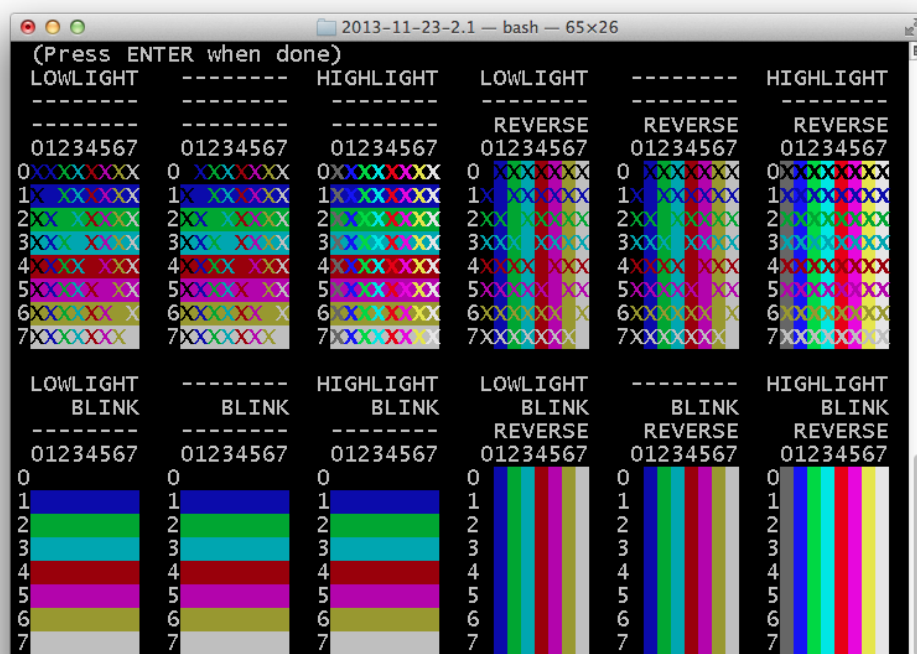 2013-11-23-2.1 — bash — 65×26
(Press ENTER when done)
LOWLIGHT -------- HIGHLIGHT LOWLIGHT -------- HIGHLIGHT
-------- -------- -------- -------- -------- --------
-------- -------- -------- REVERSE REVERSE REVERSE
01234567 01234567 01234567 01234567 01234567 01234567
0 XXXXXXX 0 XXXXXXX 0XXXXXXXX 0 XXXXXXX 0 XXXXXXX 0XXXXXXXX
1X XXXXXX 1X XXXXXX 1XXXXXXXX 1X XXXXXX 1X XXXXXX 1XXXXXXXX
2XX XXXXX 2XX XXXXX 2XXXXXXXX 2XX XXXXX 2XX XXXXX 2XXXXXXXX
3XXX XXXX 3XXX XXXX 3XXXXXXXX 3XXX XXXX 3XXX XXXX 3XXXXXXXX
4XXXX XXX 4XXXX XXX 4XXXXXXXX 4XXXX XXX 4XXXX XXX 4XXXXXXXX
5XXXXX XX 5XXXXX XX 5XXXXXXXX 5XXXXX XX 5XXXXX XX 5XXXXXXXX
6XXXXXX X 6XXXXXX X 6XXXXXXXX 6XXXXXX X 6XXXXXX X 6XXXXXXXX
7XXXXXXX 7XXXXXXX 7XXXXXXXX 7XXXXXXX 7XXXXXXX 7XXXXXXXX
LOWLIGHT -------- HIGHLIGHT LOWLIGHT -------- HIGHLIGHT
BLINK BLINK BLINK BLINK BLINK BLINK
-------- -------- -------- REVERSE REVERSE REVERSE
01234567 01234567 01234567 01234567 01234567 01234567
0 0 0 0 0 0
1 1 1 1 1 1
2 2 2 2 2 2
3 3 3 3 3 3
4 4 4 4 4 4
5 5 5 5 5 5
6 6 6 6 6 6
7 7 7 7 7 7